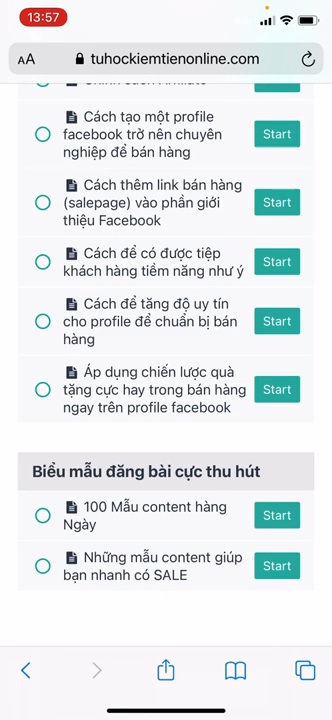 13:57
AA tuhockiemtienonline.com
Cách tạo một profile
facebook trở nên chuyên
nghiệp để bán hàng
Start
Cách thêm link bán hàng
(salepage) vào phần giới
thiệu Facebook
Start
Cách để có được tiệp
khách hàng tiềm năng như ý
Start
Cách để tăng độ uy tín
cho profile để chuẩn bị bán
hàng
Start
Áp dụng chiến lược quà
tặng cực hay trong bán hàng
ngay trên profile facebook
Start
Biểu mẫu đăng bài cực thu hút
100 Mẫu content hàng
Ngày
Start
Những mẫu content giúp
bạn nhanh có SALE
Start